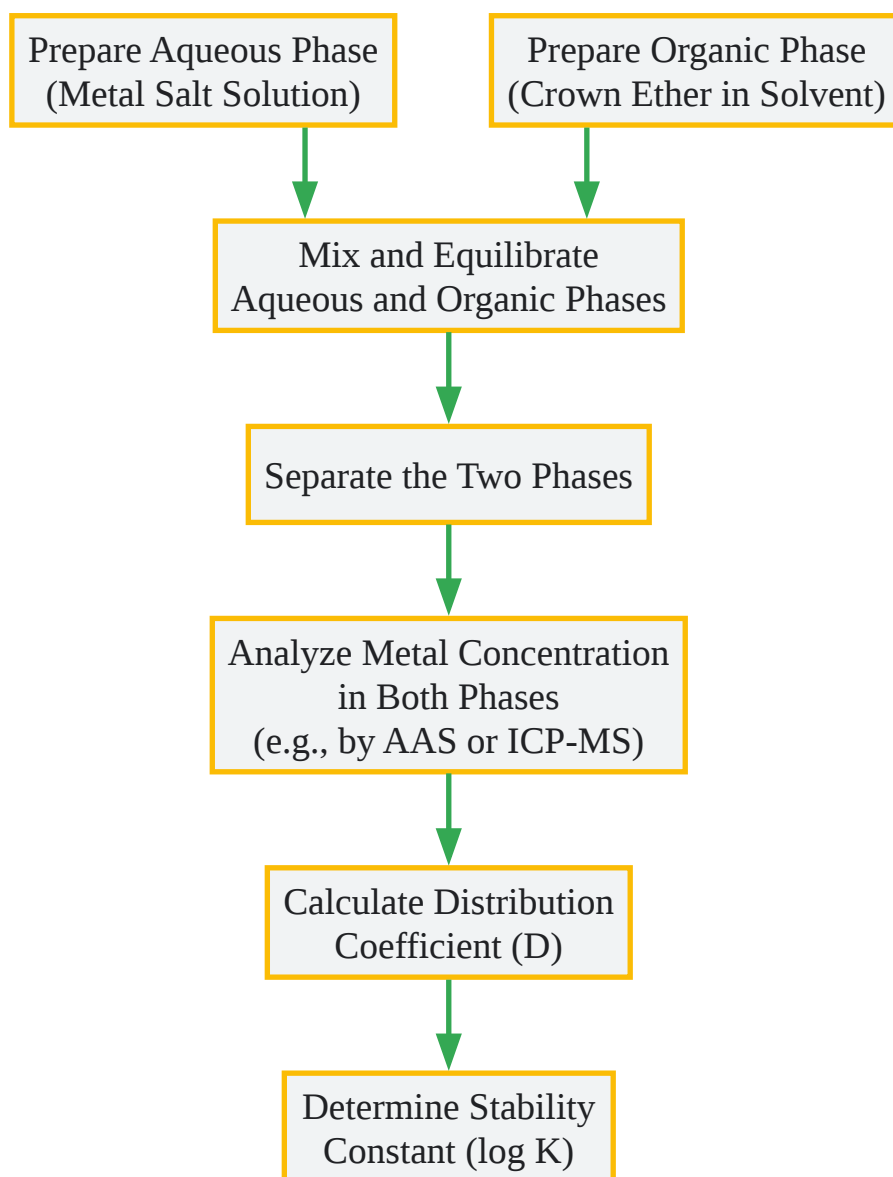 Prepare Aqueous Phase
(Metal Salt Solution)
Prepare Organic Phase
(Crown Ether in Solvent)
Mix and Equilibrate
Aqueous and Organic Phases
Separate the Two Phases
Analyze Metal Concentration
in Both Phases
(e.g., by AAS or ICP-MS)
Calculate Distribution
Coefficient (D)
Determine Stability
Constant (log K)